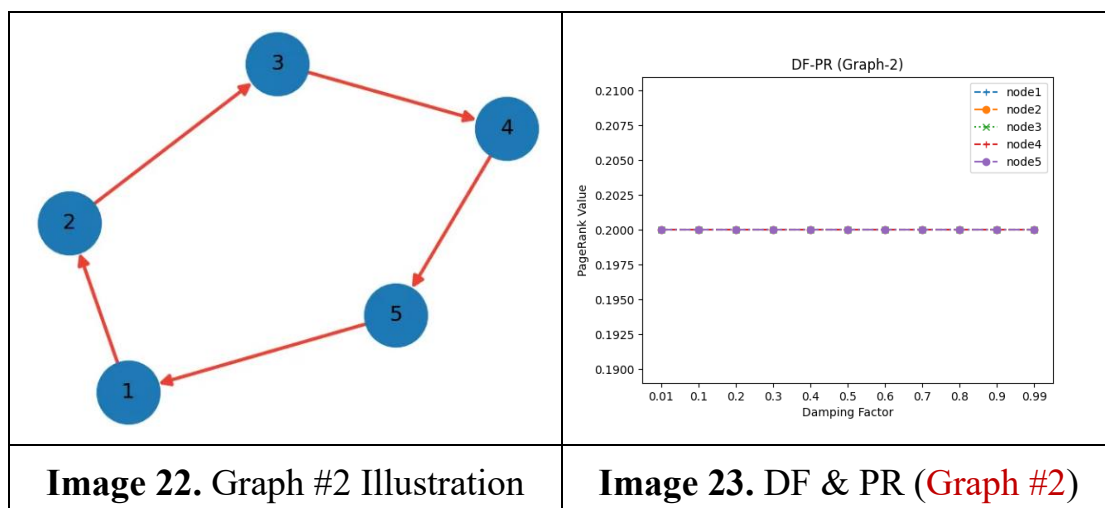 3
4
2
5
1
DF-PR (Graph-2)
PageRank Value
0.2100
0.2075
0.2050
0.2025
0.2000
0.1975
0.1950
0.1925
0.1900
node1
node2
node3
node4
node5
0.01 0.1 0.2 0.3 0.4 0.5 0.6 0.7 0.8 0.9 0.99
Damping Factor
Image 22. Graph #2 Illustration
Image 23. DF & PR (Graph #2)